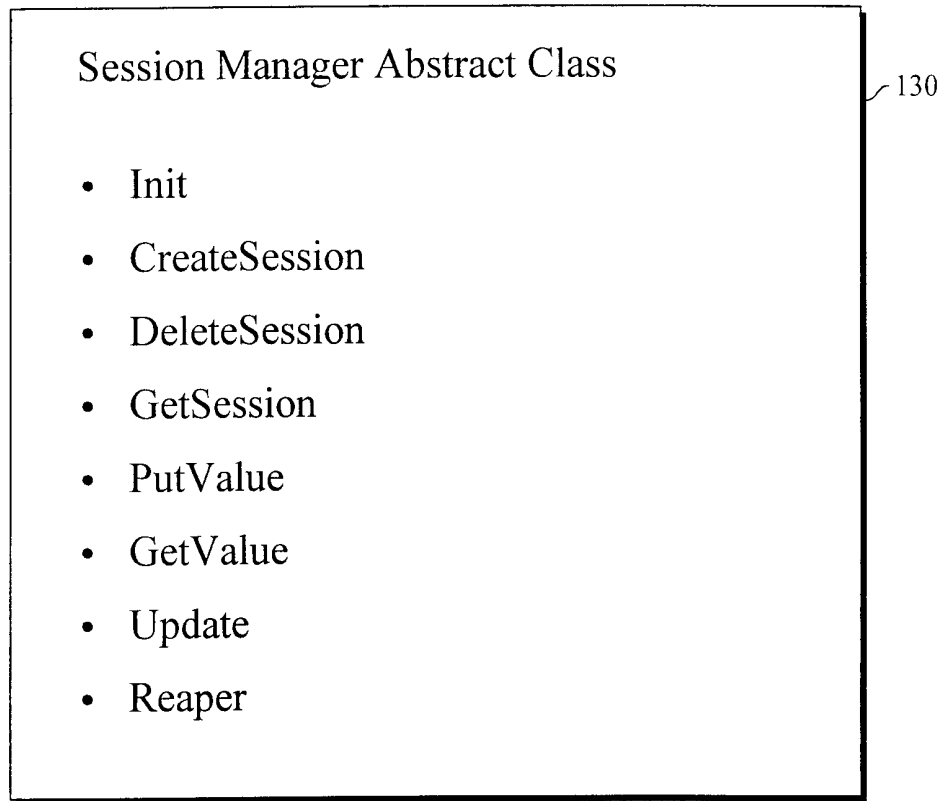 Session Manager Abstract Class
130
• Init
• CreateSession
• DeleteSession
• GetSession
• PutValue
• GetValue
• Update
• Reaper